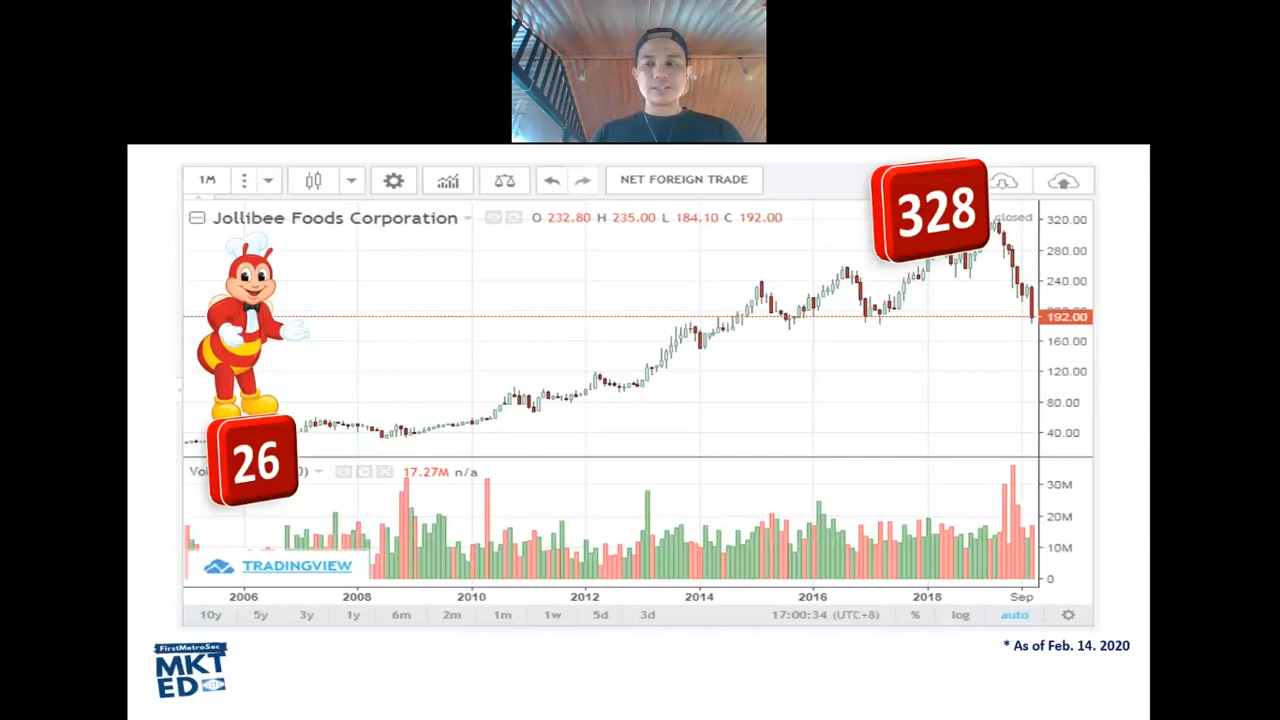 1M
NET FOREIGN TRADE
328
Jollibee Foods Corporation
O 232.80 H 235.00 L 184.10 C 192.00
closed
320.00
280.00
240.00
192.00
160.00
120.00
80.00
40.00
26
17.27M n/a
30M
20M
10M
0
TRADINGVIEW
2006 2008 2010 2012 2014 2016 2018 Sep
10y 5y 3y 1y 6m 2m 1m 1w 5d 3d 17:00:34 (UTC+8) % log auto
* As of Feb. 14. 2020
FirstMetroSec
MKT
ED